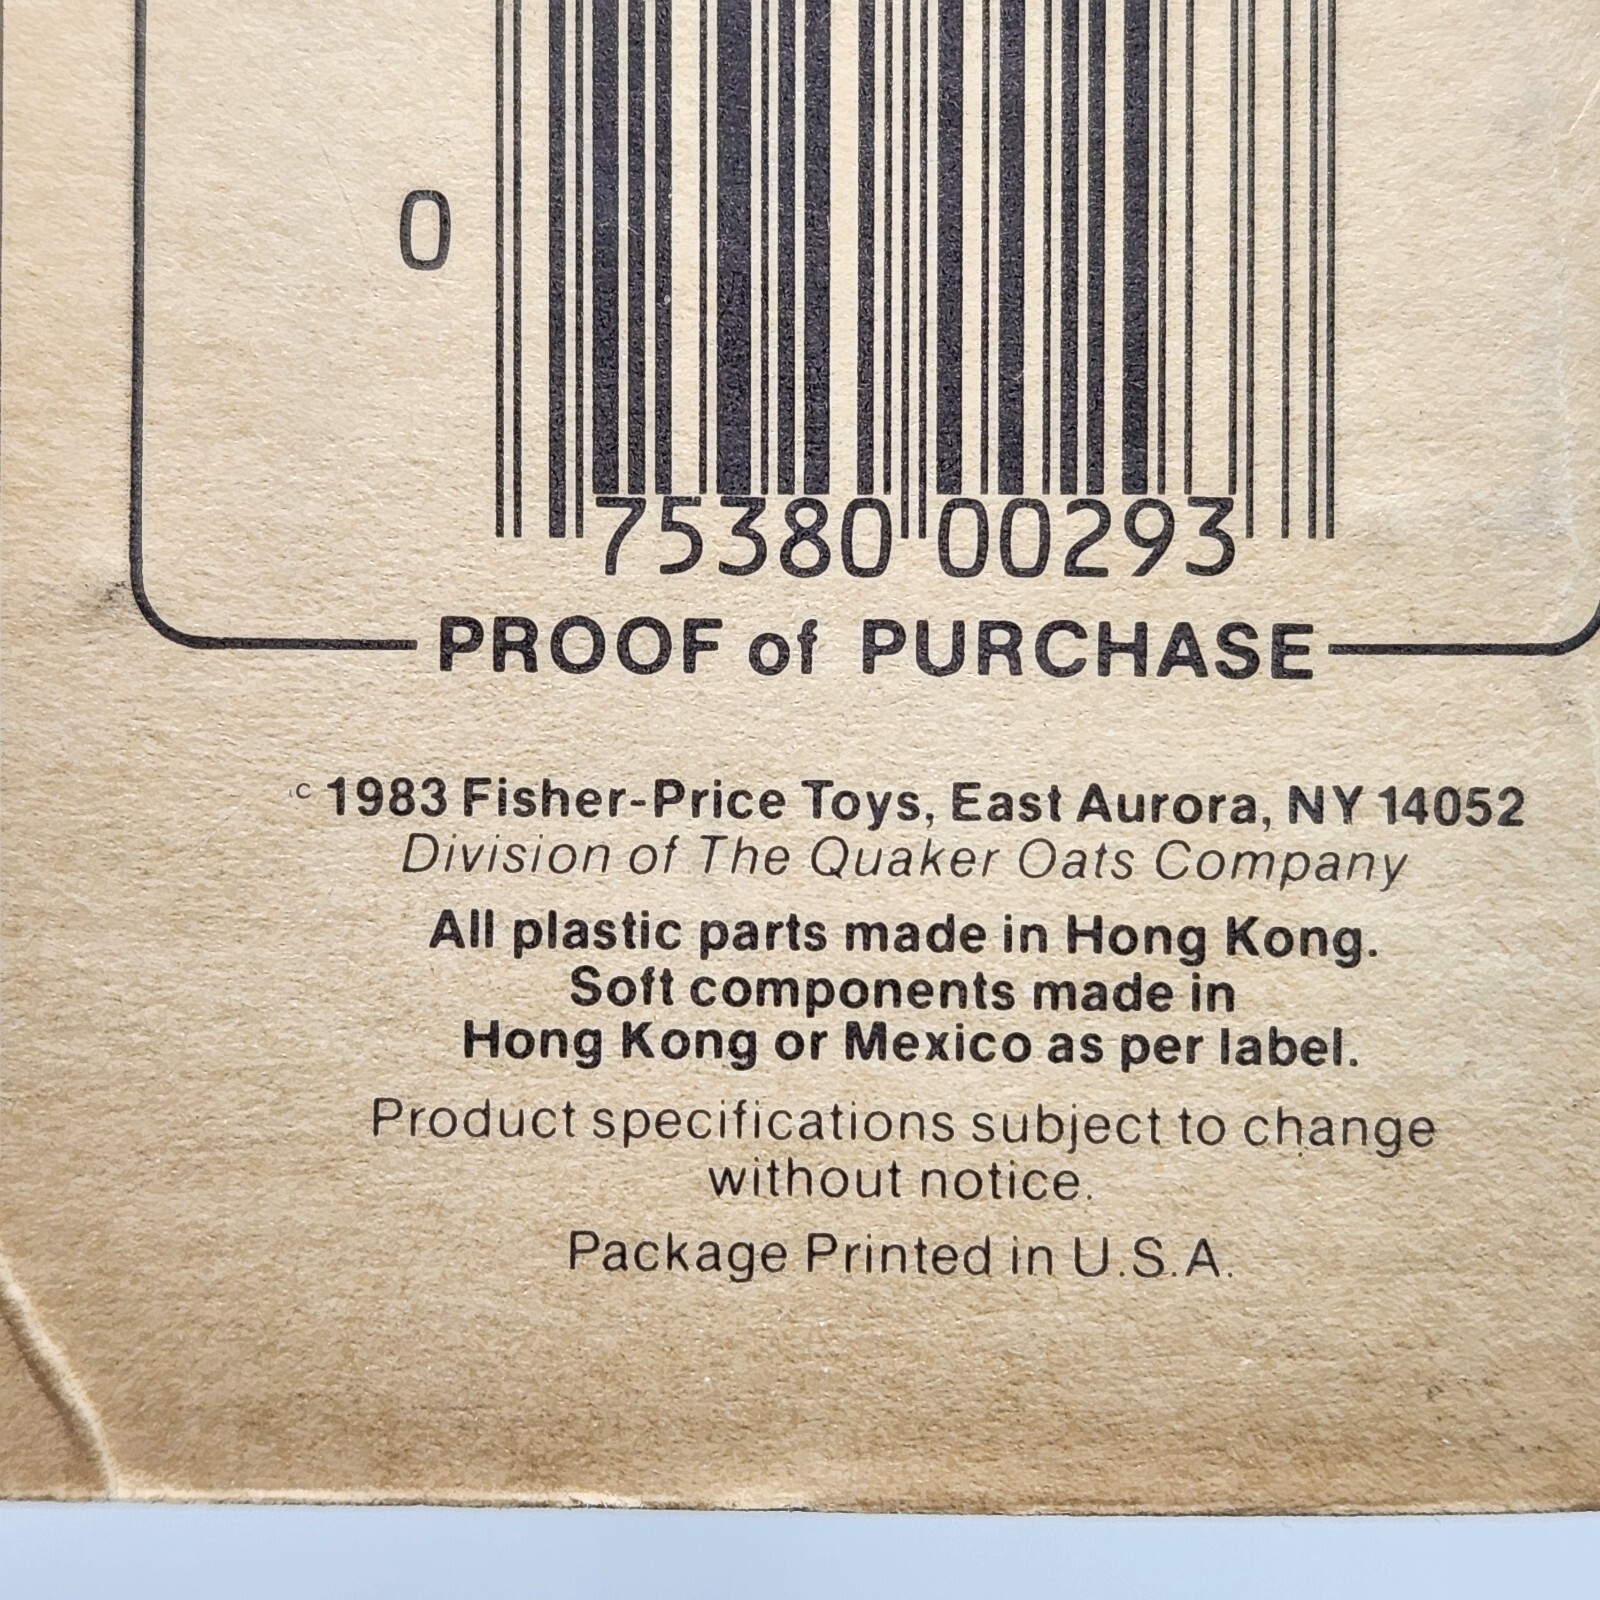 0
75380 00293
PROOF of PURCHASE
© 1983 Fisher-Price Toys, East Aurora, NY 14052
Division of The Quaker Oats Company
All plastic parts made in Hong Kong.
Soft components made in
Hong Kong or Mexico as per label.
Product specifications subject to change
without notice.
Package Printed in U.S.A.